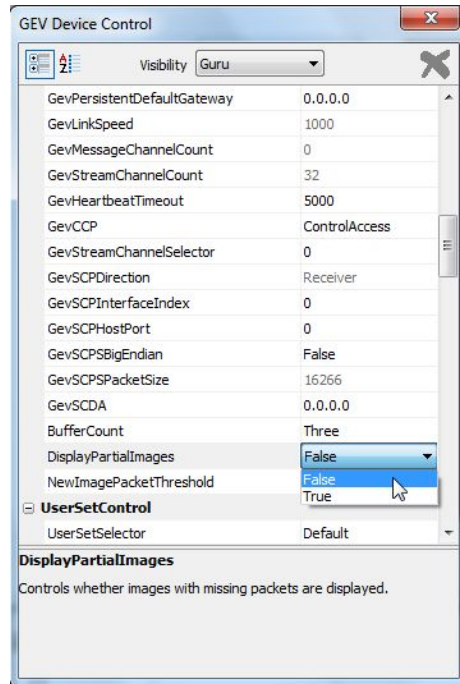 GEV Device Control
Visibility Guru
GevPersistentDefaultGateway 0.0.0.0
GevLinkSpeed 1000
GevMessageChannelCount 0
GevStreamChannelCount 32
GevHeartbeatTimeout 5000
GevCCP ControlAccess
GevStreamChannelSelector 0
GevSCPDirection Receiver
GevSCPInterfaceIndex 0
GevSCPHostPort 0
GevSCPSBigEndian False
GevSCPSPacketSize 16266
GevSCDA 0.0.0.0
BufferCount Three
DisplayPartialImages False
NewImagePacketThreshold False
True
UserSetControl
UserSetSelector Default
DisplayPartialImages
Controls whether images with missing packets are displayed.